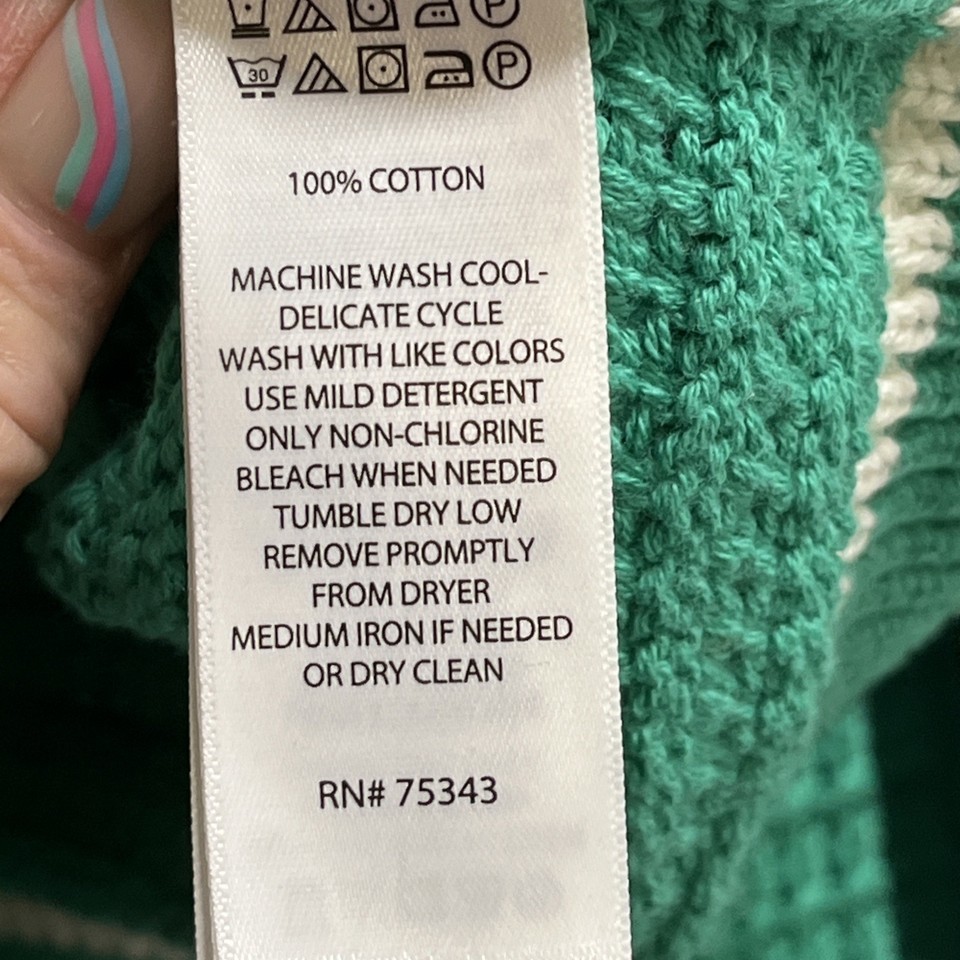 P
30 P
100% COTTON
MACHINE WASH COOL-
DELICATE CYCLE
WASH WITH LIKE COLORS
USE MILD DETERGENT
ONLY NON-CHLORINE
BLEACH WHEN NEEDED
TUMBLE DRY LOW
REMOVE PROMPTLY
FROM DRYER
MEDIUM IRON IF NEEDED
OR DRY CLEAN
RN# 75343